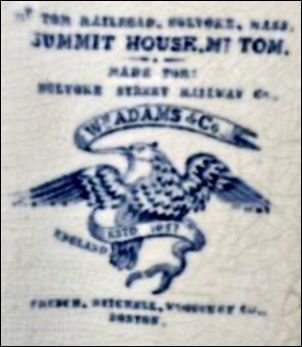 MT TOM RAILROAD, HOLYOKE, MASS.
SUMMIT HOUSE, MT TOM.
MADE FOR:
HOLYOKE STREET RAILWAY Co.,
Wm ADAMS & Co.
ESTD 1657
ENGLAND
FRENCH, MITCHELL, WOODBURY Co.,
BOSTON.